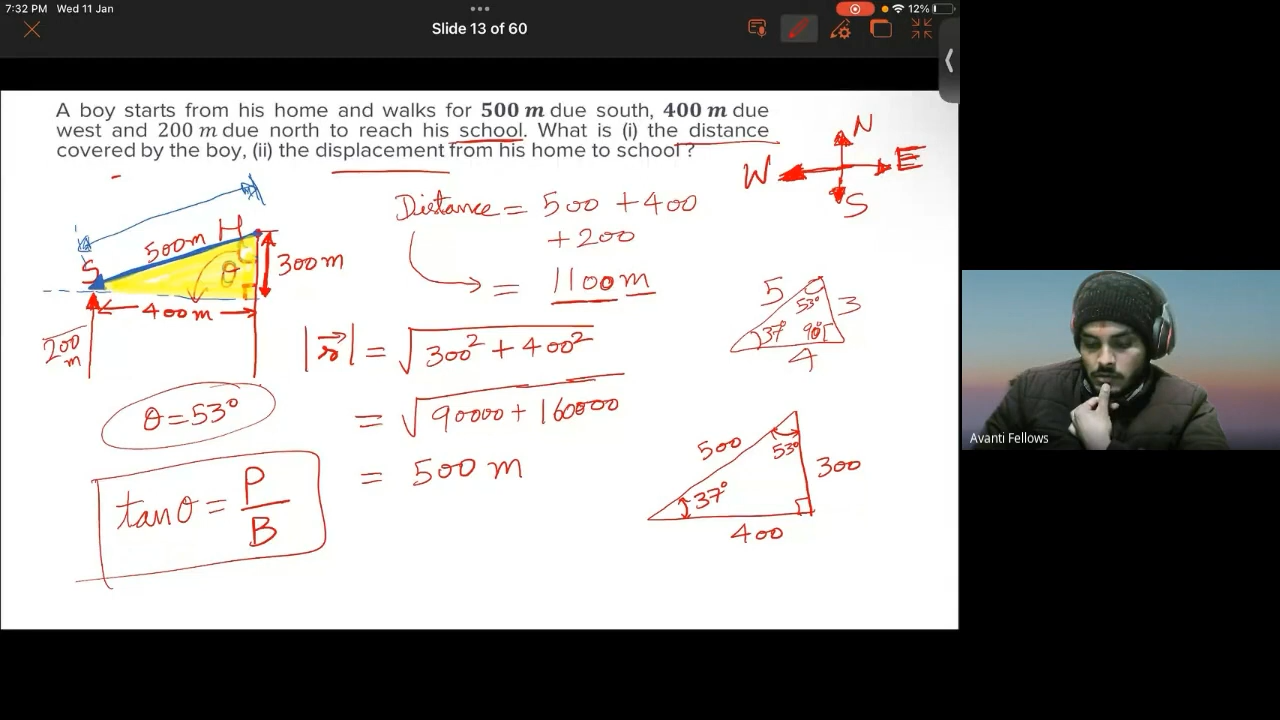 7:32 PM Wed 11 Jan
12%
Slide 13 of 60
A boy starts from his home and walks for 500 m due south, 400 m due
west and 200 m due north to reach his school. What is (i) the distance
covered by the boy, (ii) the displacement from his home to school ?
N
W E
S
Distance = 500 + 400
+ 200
= 1100 m
500m H
S θ 300 m
400 m
200
m
|r⃗| = √300² + 400²
= √90000 + 160000
= 500 m
θ = 53°
tanθ = P
B
5 53° 3
37° 90°
4
500 53° 300
37°
400
Avanti Fellows